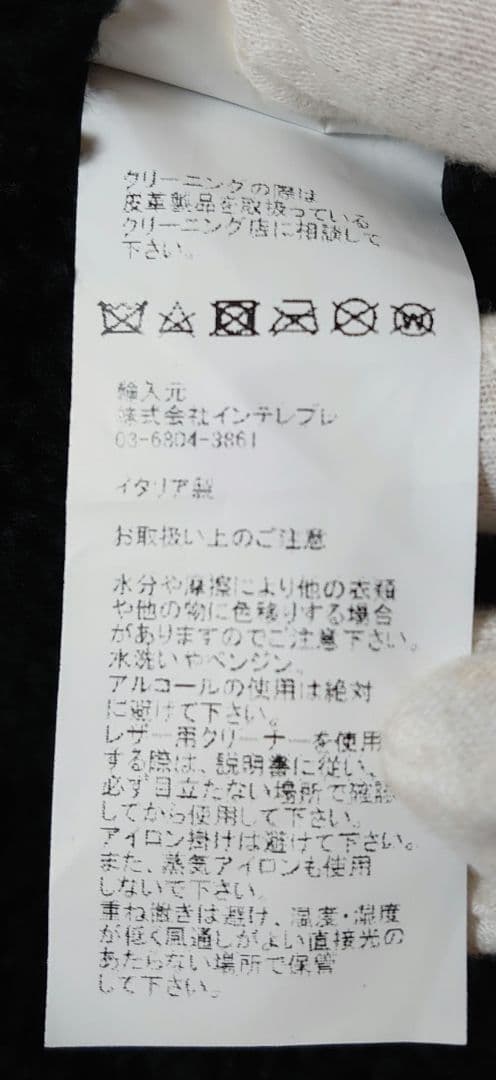 クリーニングの際は
皮革製品を取扱っている
クリーニング店に相談して
下さい。
W
輸入元
株式会社インテレプレ
03-6804-3861
イタリア製
お取扱い上のご注意
水分や摩擦により他の衣類
や他の物に色移りする場合
がありますのでご注意下さい。
水洗いやベンジン。
アルコールの使用は絶対
に避けて下さい。
レザー用クリーナーを使用
する際は、説明書に従い、
必ず目立たない場所で確認
してから使用して下さい。
アイロン掛けは避けて下さい。
また、蒸気アイロンも使用
しないで下さい。
重ね置きは避け、温度・湿度
が低く風通しがよい直接光の
あたらない場所で保管
して下さい。